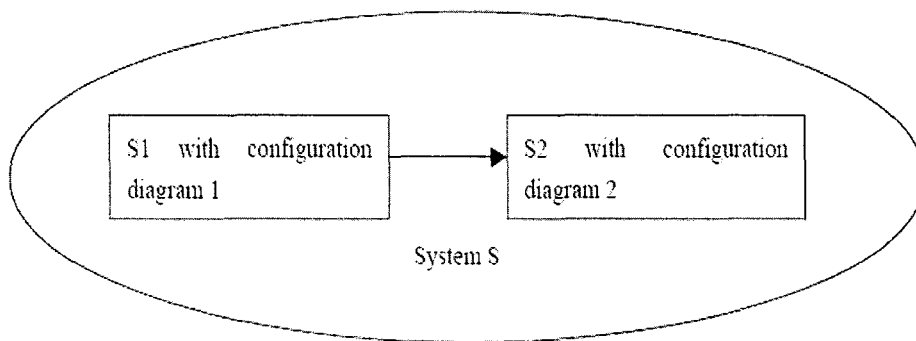 S1 with configuration
diagram 1
S2 with configuration
diagram 2
System S